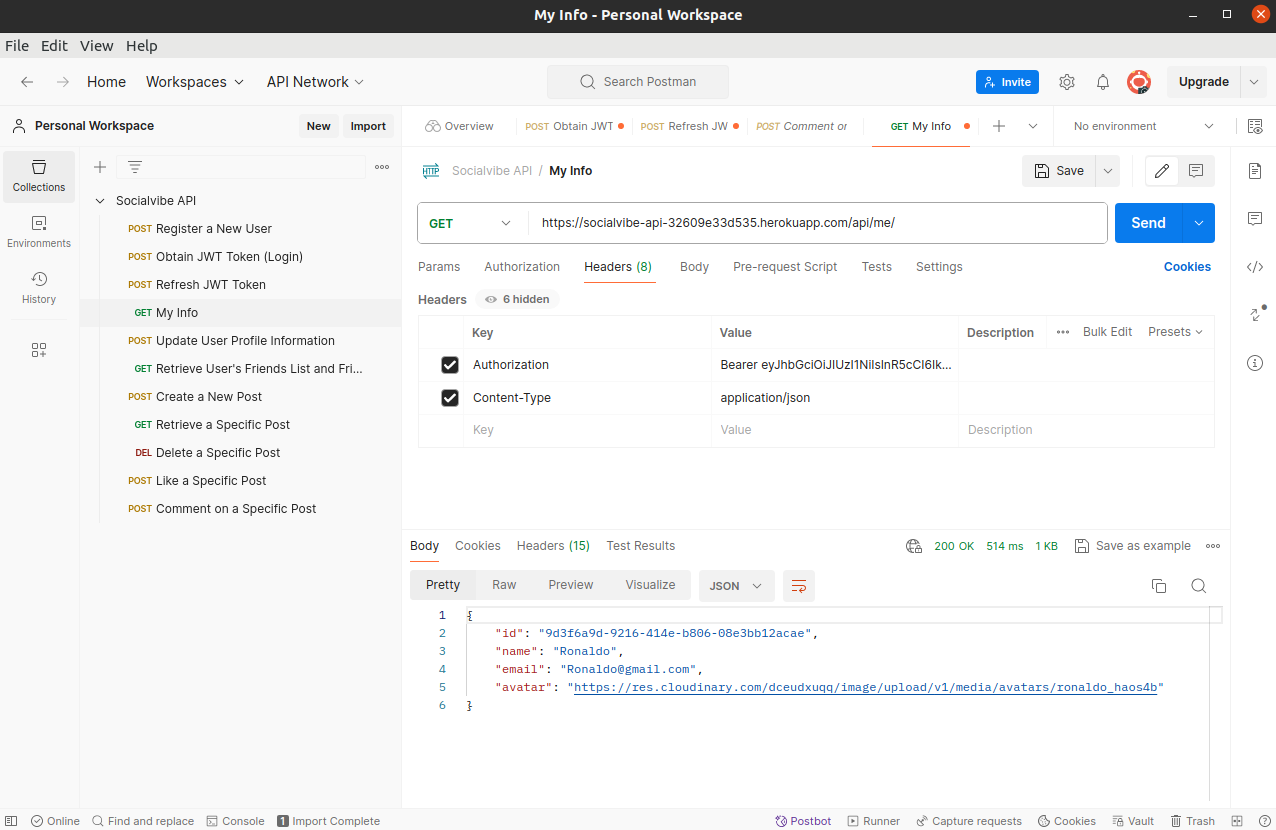 My Info - Personal Workspace
File Edit View Help
Home Workspaces API Network Search Postman Invite Upgrade
Personal Workspace New Import
Overview POST Obtain JWT POST Refresh JW POST Comment or GET My Info No environment
Collections
Environments
History
Socialvibe API
POST Register a New User
POST Obtain JWT Token (Login)
POST Refresh JWT Token
GET My Info
POST Update User Profile Information
GET Retrieve User's Friends List and Fri...
POST Create a New Post
GET Retrieve a Specific Post
DEL Delete a Specific Post
POST Like a Specific Post
POST Comment on a Specific Post
HTTP Socialvibe API / My Info Save
GET https://socialvibe-api-32609e33d535.herokuapp.com/api/me/ Send
Params Authorization Headers (8) Body Pre-request Script Tests Settings Cookies
Headers 6 hidden
Key Value Description Bulk Edit Presets
Authorization Bearer eyJhbGciOiJIUzI1NiIsInR5cCI6Ik...
Content-Type application/json
Key Value Description
Body Cookies Headers (15) Test Results 200 OK 514 ms 1 KB Save as example
Pretty Raw Preview Visualize JSON
1 {
2 "id": "9d3f6a9d-9216-414e-b806-08e3bb12acae",
3 "name": "Ronaldo",
4 "email": "Ronaldo@gmail.com",
5 "avatar": "https://res.cloudinary.com/dceudxuqq/image/upload/v1/media/avatars/ronaldo_haos4b"
6 }
Online Find and replace Console 1 Import Complete Postbot Runner Capture requests Cookies Vault Trash